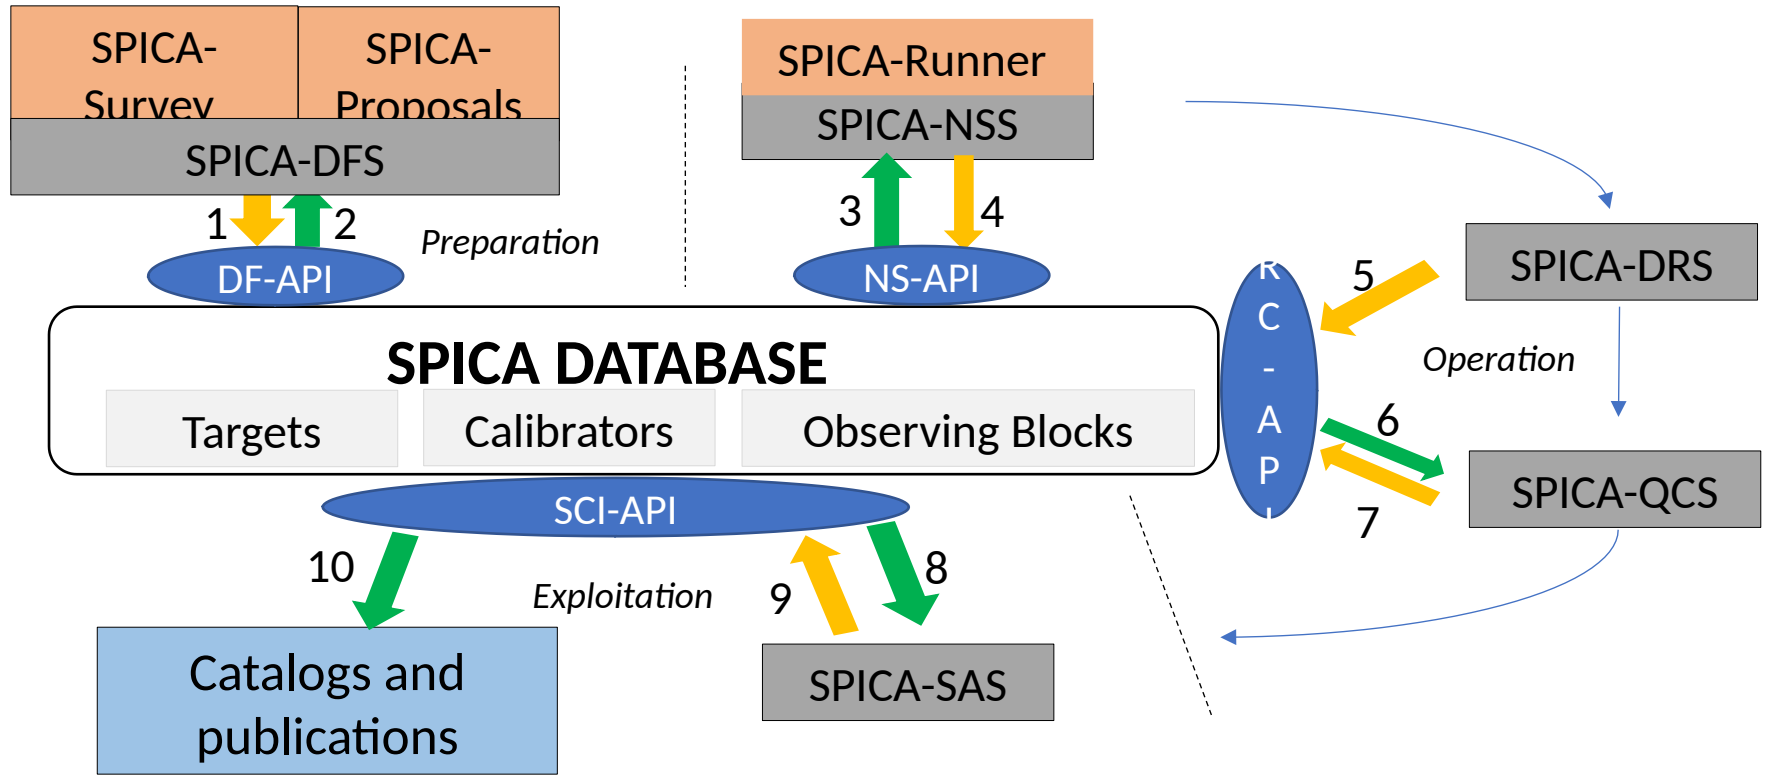 SPICA-
Survey
SPICA-
Proposals
SPICA-DFS
1
2
Preparation
DF-API
SPICA-Runner
SPICA-NSS
3
4
NS-API
SPICA DATABASE
Targets
Calibrators
Observing Blocks
R
C
-
A
P
I
5
SPICA-DRS
Operation
6
7
SPICA-QCS
SCI-API
10
Exploitation
9
8
Catalogs and
publications
SPICA-SAS